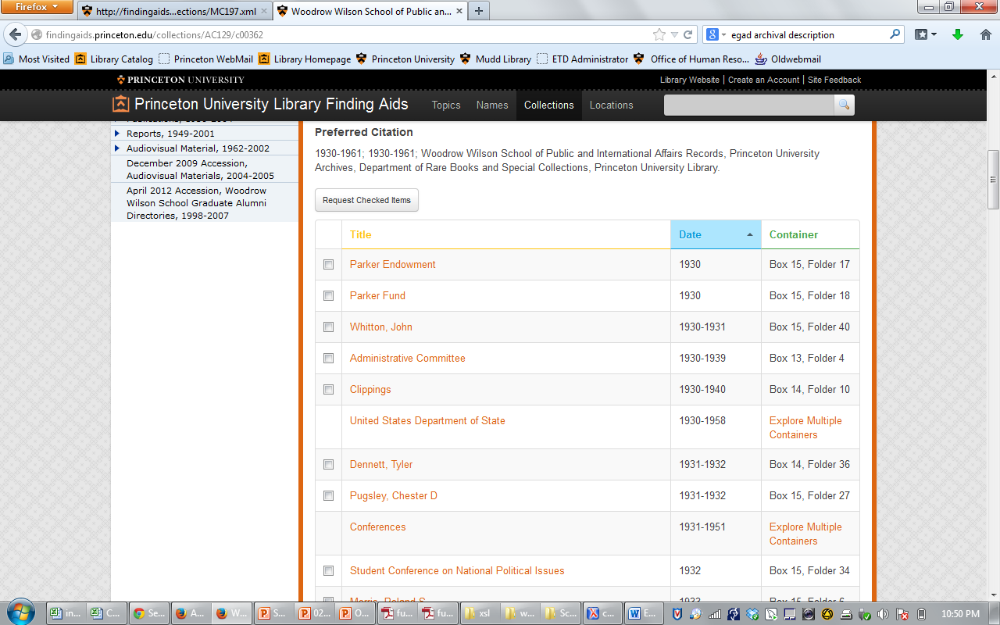 Firefox
http://findingaids...ections/MC197.xml
Woodrow Wilson School of Public an...
findingaids.princeton.edu/collections/AC129/c00362
egad archival description
Most Visited
Library Catalog
Princeton WebMail
Library Homepage
Princeton University
Mudd Library
ETD Administrator
Office of Human Reso...
Oldwebmail
PRINCETON UNIVERSITY
Library Website | Create an Account | Site Feedback
Princeton University Library Finding Aids
Topics
Names
Collections
Locations
Reports, 1949-2001
Audiovisual Material, 1962-2002
December 2009 Accession,
Audiovisual Materials, 2004-2005
April 2012 Accession, Woodrow
Wilson School Graduate Alumni
Directories, 1998-2007
Preferred Citation
1930-1961; 1930-1961; Woodrow Wilson School of Public and International Affairs Records, Princeton University
Archives, Department of Rare Books and Special Collections, Princeton University Library.
Request Checked Items
Title Date Container
Parker Endowment 1930 Box 15, Folder 17
Parker Fund 1930 Box 15, Folder 18
Whitton, John 1930-1931 Box 15, Folder 40
Administrative Committee 1930-1939 Box 13, Folder 4
Clippings 1930-1940 Box 14, Folder 10
United States Department of State 1930-1958 Explore Multiple
Containers
Dennett, Tyler 1931-1932 Box 14, Folder 36
Pugsley, Chester D 1931-1932 Box 15, Folder 27
Conferences 1931-1951 Explore Multiple
Containers
Student Conference on National Political Issues 1932 Box 15, Folder 34
in...
C...
Se...
A...
W...
S...
02...
O...
fu...
fu...
xsl
w...
Sc...
c...
E...
10:50 PM